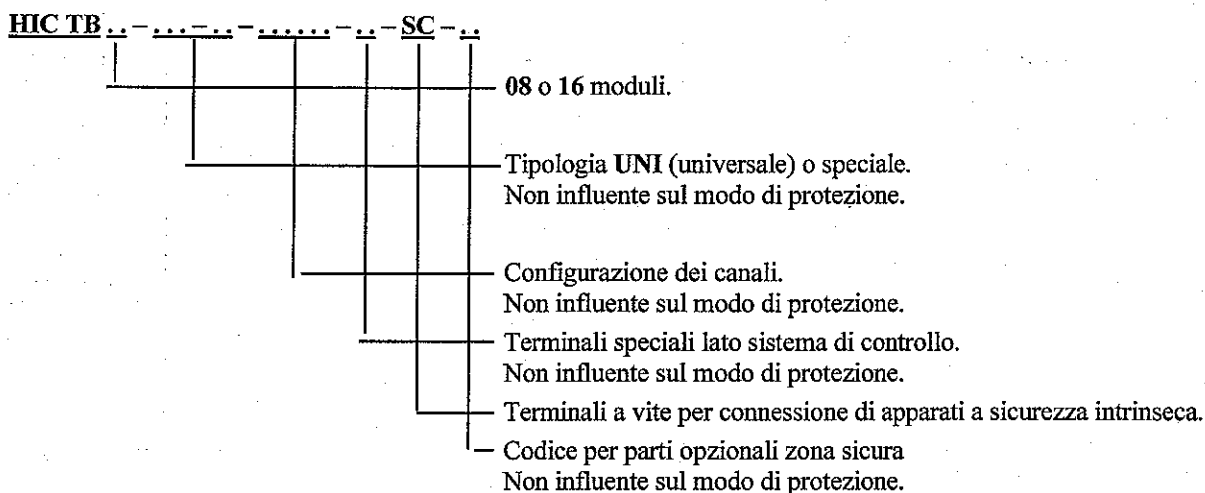 HIC TB . . – . . . – . . – . . . . . . – . . – SC – . .
08 o 16 moduli.
Tipologia UNI (universale) o speciale.
Non influente sul modo di protezione.
Configurazione dei canali.
Non influente sul modo di protezione.
Terminali speciali lato sistema di controllo.
Non influente sul modo di protezione.
Terminali a vite per connessione di apparati a sicurezza intrinseca.
Codice per parti opzionali zona sicura
Non influente sul modo di protezione.